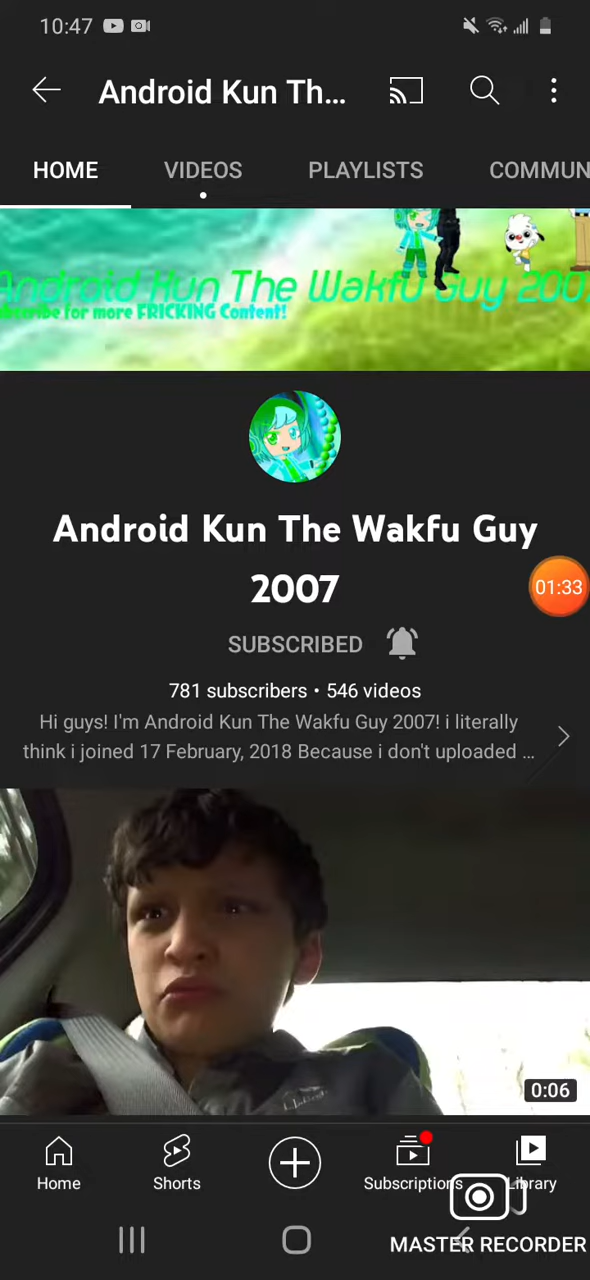 10:47
Android Kun Th...
HOME VIDEOS PLAYLISTS COMMUN
Android Kun The Wakfu Guy 2007
bscribe for more FRICKING Content!
Android Kun The Wakfu Guy
2007
01:33
SUBSCRIBED
781 subscribers • 546 videos
Hi guys! I'm Android Kun The Wakfu Guy 2007! i literally
think i joined 17 February, 2018 Because i don't uploaded ...
0:06
Home Shorts Subscriptions Library
MASTER RECORDER